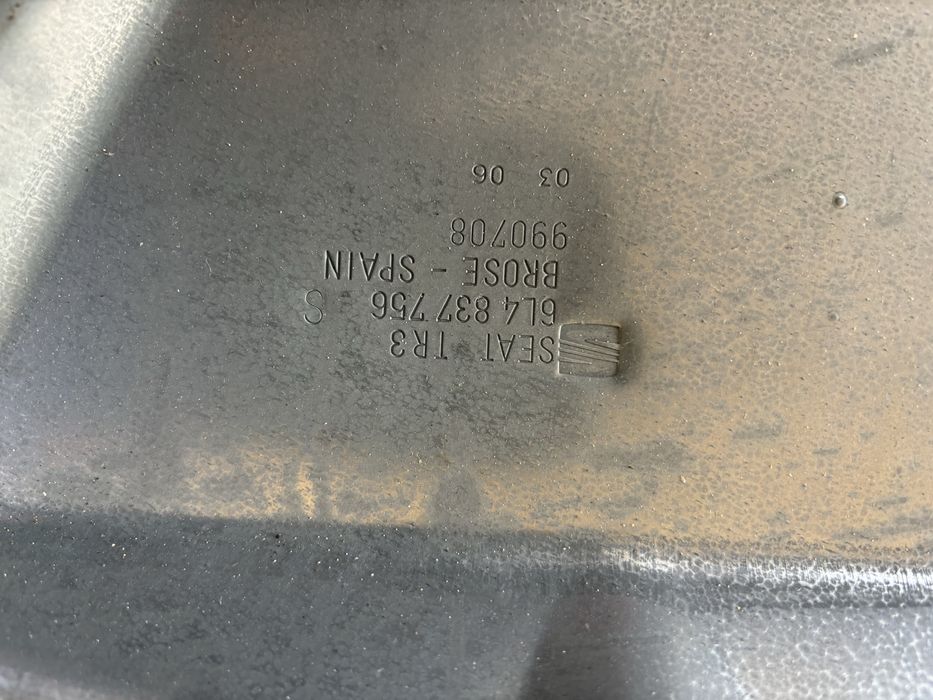 SEAT TR3
6L4 837 756
BROSE - SPAIN
990708
03 06